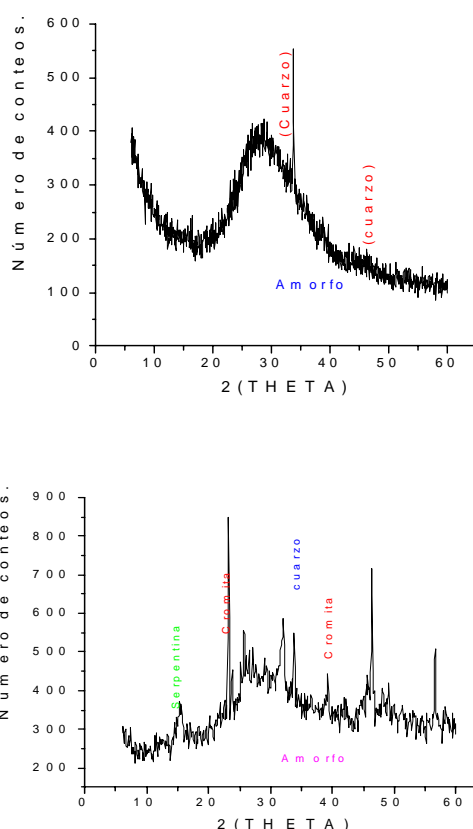 Número de conteos.
600
500
400
300
200
100
0
(Cuarzo)
(cuarzo)
Amorfo
0 10 20 30 40 50 60
2(THETA)
Número de conteos.
900
800
700
600
500
400
300
200
Serpentina
Cromita
cuarzo
Cromita
Amorfo
0 10 20 30 40 50 60
2(THETA)